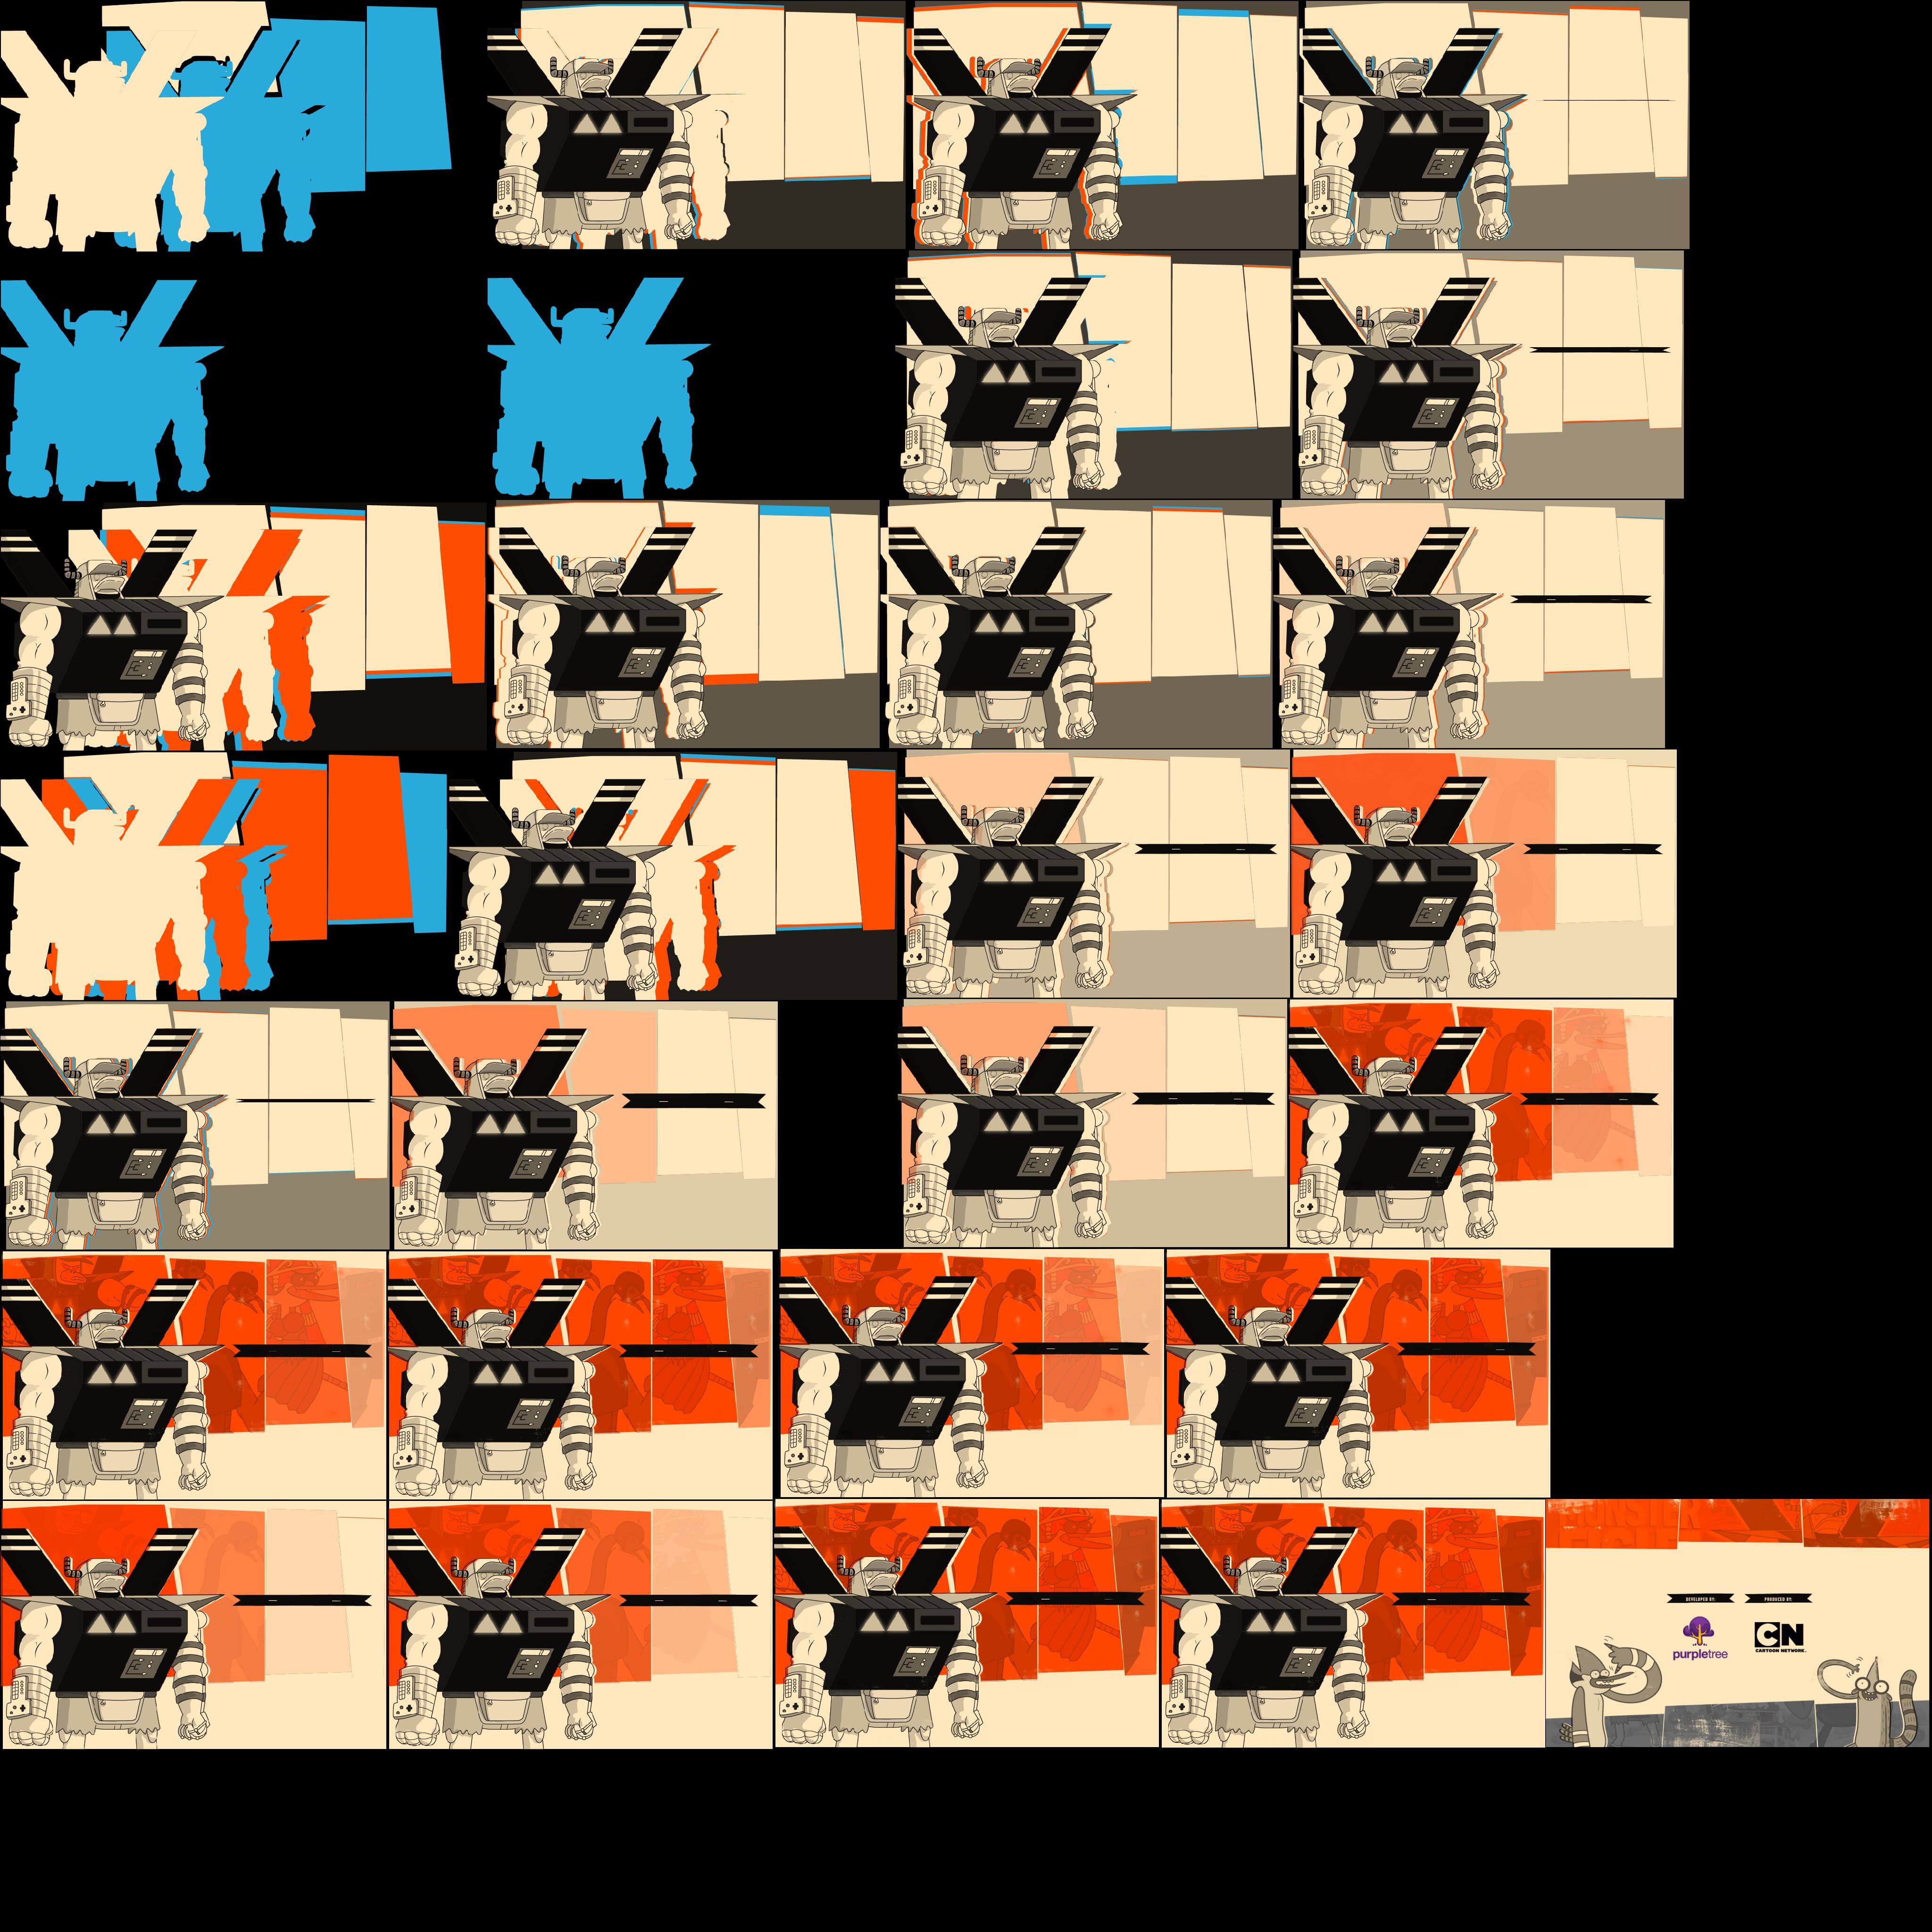 DEVELOPED BY:
PRODUCED BY:
purpletree
CN
CARTOON NETWORK.